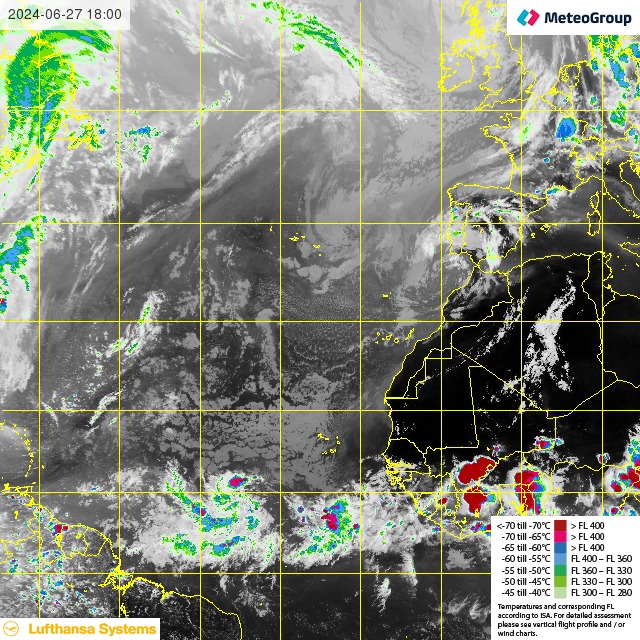 2024-06-27 18:00
MeteoGroup
<-70 till -70°C > FL 400
-70 till -65°C > FL 400
-65 till -60°C > FL 400
-60 till -55°C FL 400 – FL 360
-55 till -50°C FL 360 – FL 330
-50 till -45°C FL 330 – FL 300
-45 till -40°C FL 300 – FL 280
Temperatures and corresponding FL
according to ISA. For detailed assessment
please see vertical flight profile and / or
wind charts.
Lufthansa Systems